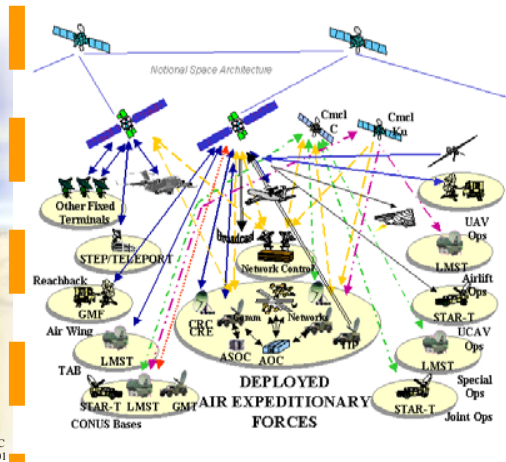 Notional Space Architecture
Cmcl
C
Cmcl
Ku
Other Fixed
Terminals
Broadcast
UAV
Ops
STEP/TELEPORT
Network Control
LMST
Reachback
GMF
Airlift
Ops
STAR-T
Air Wing
CRC
CRE
Comm
Networks
TIP
UCAV
Ops
LMST
ASOC
AOC
LMST
TAB
DEPLOYED
AIR EXPEDITIONARY
FORCES
Special
Ops
STAR-T
LMST
GMT
STAR-T
Joint Ops
CONUS Bases
C
01